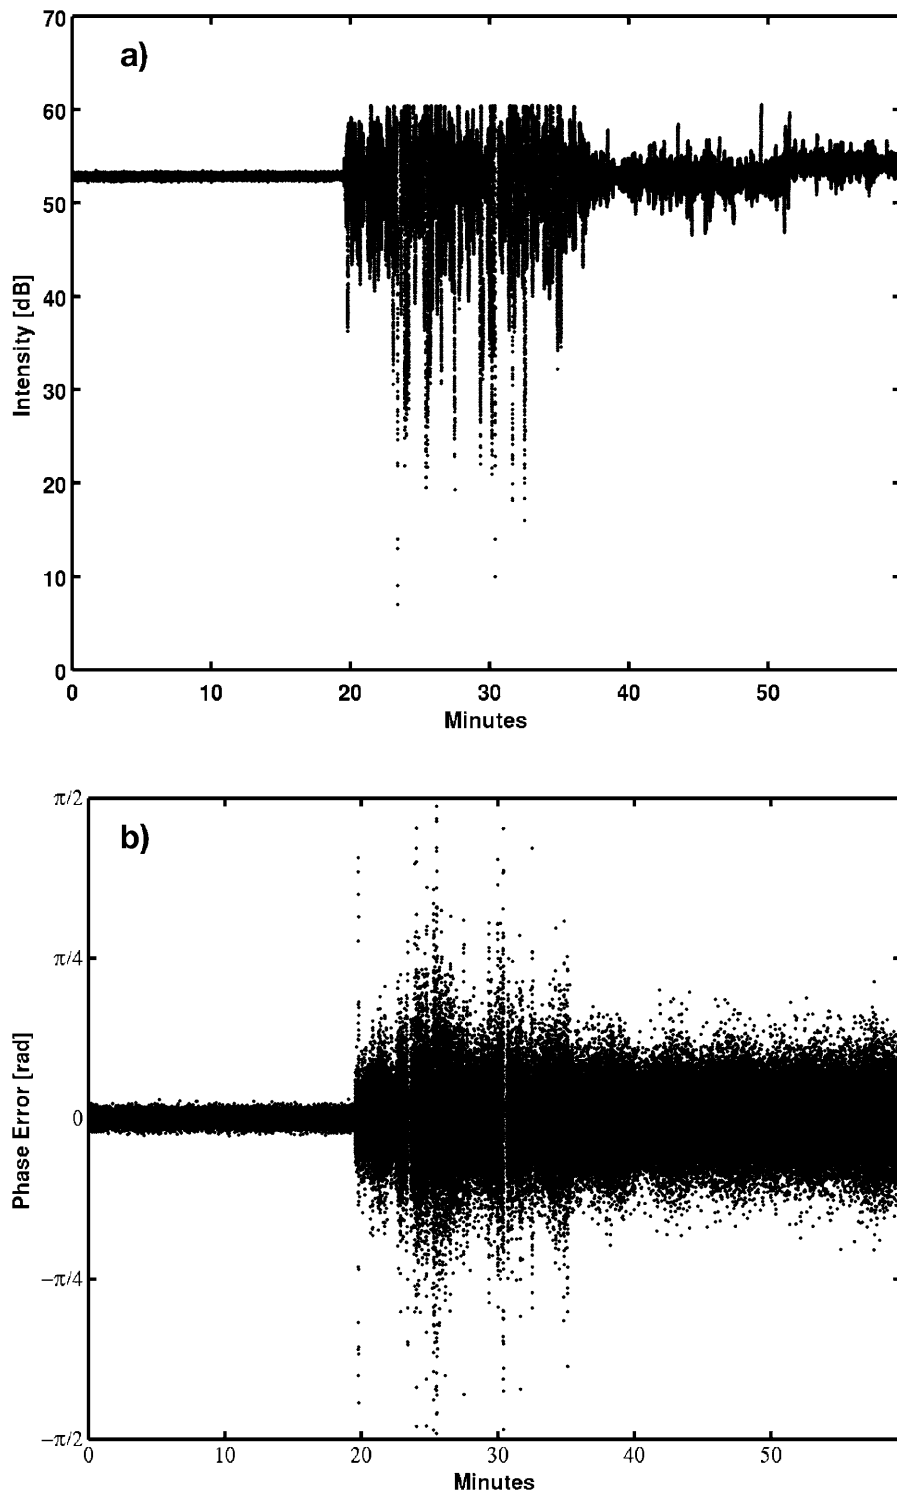 a)
70
60
50
40
30
20
10
0
Intensity [dB]
0 10 20 30 40 50
Minutes
b)
π/2
π/4
0
−π/4
−π/2
Phase Error [rad]
0 10 20 30 40 50
Minutes